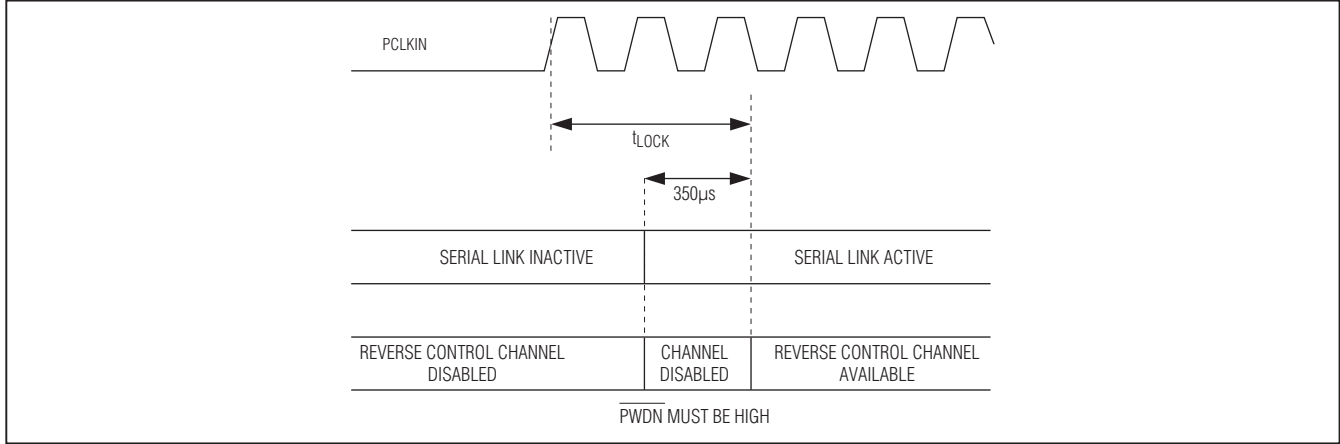 PCLKIN
tLOCK
350µs
SERIAL LINK INACTIVE
SERIAL LINK ACTIVE
REVERSE CONTROL CHANNEL
DISABLED
CHANNEL
DISABLED
REVERSE CONTROL CHANNEL
AVAILABLE
PWDN MUST BE HIGH